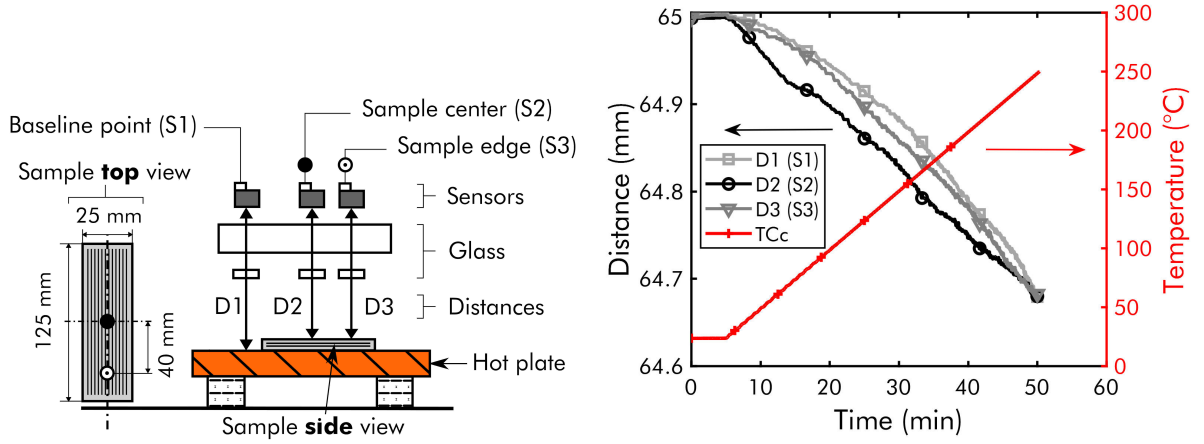 Sample center (S2)
Baseline point (S1)
Sample edge (S3)
Sample top view
25 mm
Sensors
Glass
D1
D2
D3
Distances
125 mm
40 mm
Hot plate
Sample side view
65
64.9
64.8
64.7
64.6
Distance (mm)
0
10
20
30
40
50
60
Time (min)
300
250
200
150
100
50
0
Temperature (°C)
D1 (S1)
D2 (S2)
D3 (S3)
TCc